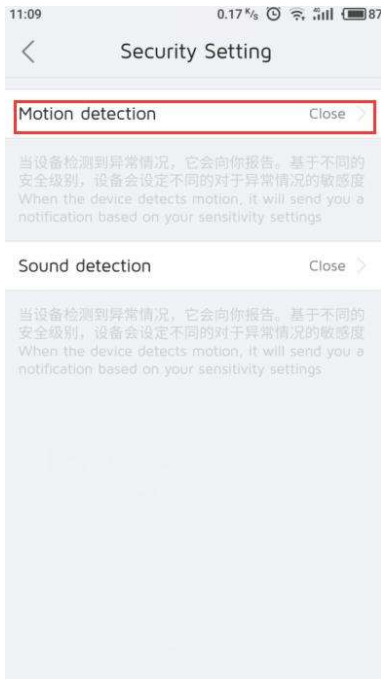 11:09 0.17 K/s 87
Security Setting
Motion detection Close
当设备检测到异常情况，它会向你报告。基于不同的
安全级别，设备会设定不同的对于异常情况的敏感度
When the device detects motion, it will send you a
notification based on your sensitivity settings
Sound detection Close
当设备检测到异常情况，它会向你报告。基于不同的
安全级别，设备会设定不同的对于异常情况的敏感度
When the device detects motion, it will send you a
notification based on your sensitivity settings